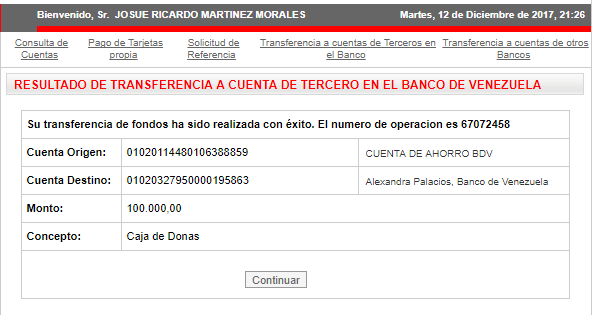 Bienvenido, Sr. JOSUE RICARDO MARTINEZ MORALES Martes, 12 de Diciembre de 2017, 21:26
Consulta de Cuentas
Pago de Tarjetas propia
Solicitud de Referencia
Transferencia a cuentas de Terceros en el Banco
Transferencia a cuentas de otros Bancos
RESULTADO DE TRANSFERENCIA A CUENTA DE TERCERO EN EL BANCO DE VENEZUELA
Su transferencia de fondos ha sido realizada con éxito. El numero de operacion es 67072458
Cuenta Origen: 01020114480106388859 CUENTA DE AHORRO BDV
Cuenta Destino: 01020327950000195863 Alexandra Palacios, Banco de Venezuela
Monto: 100.000,00
Concepto: Caja de Donas
Continuar